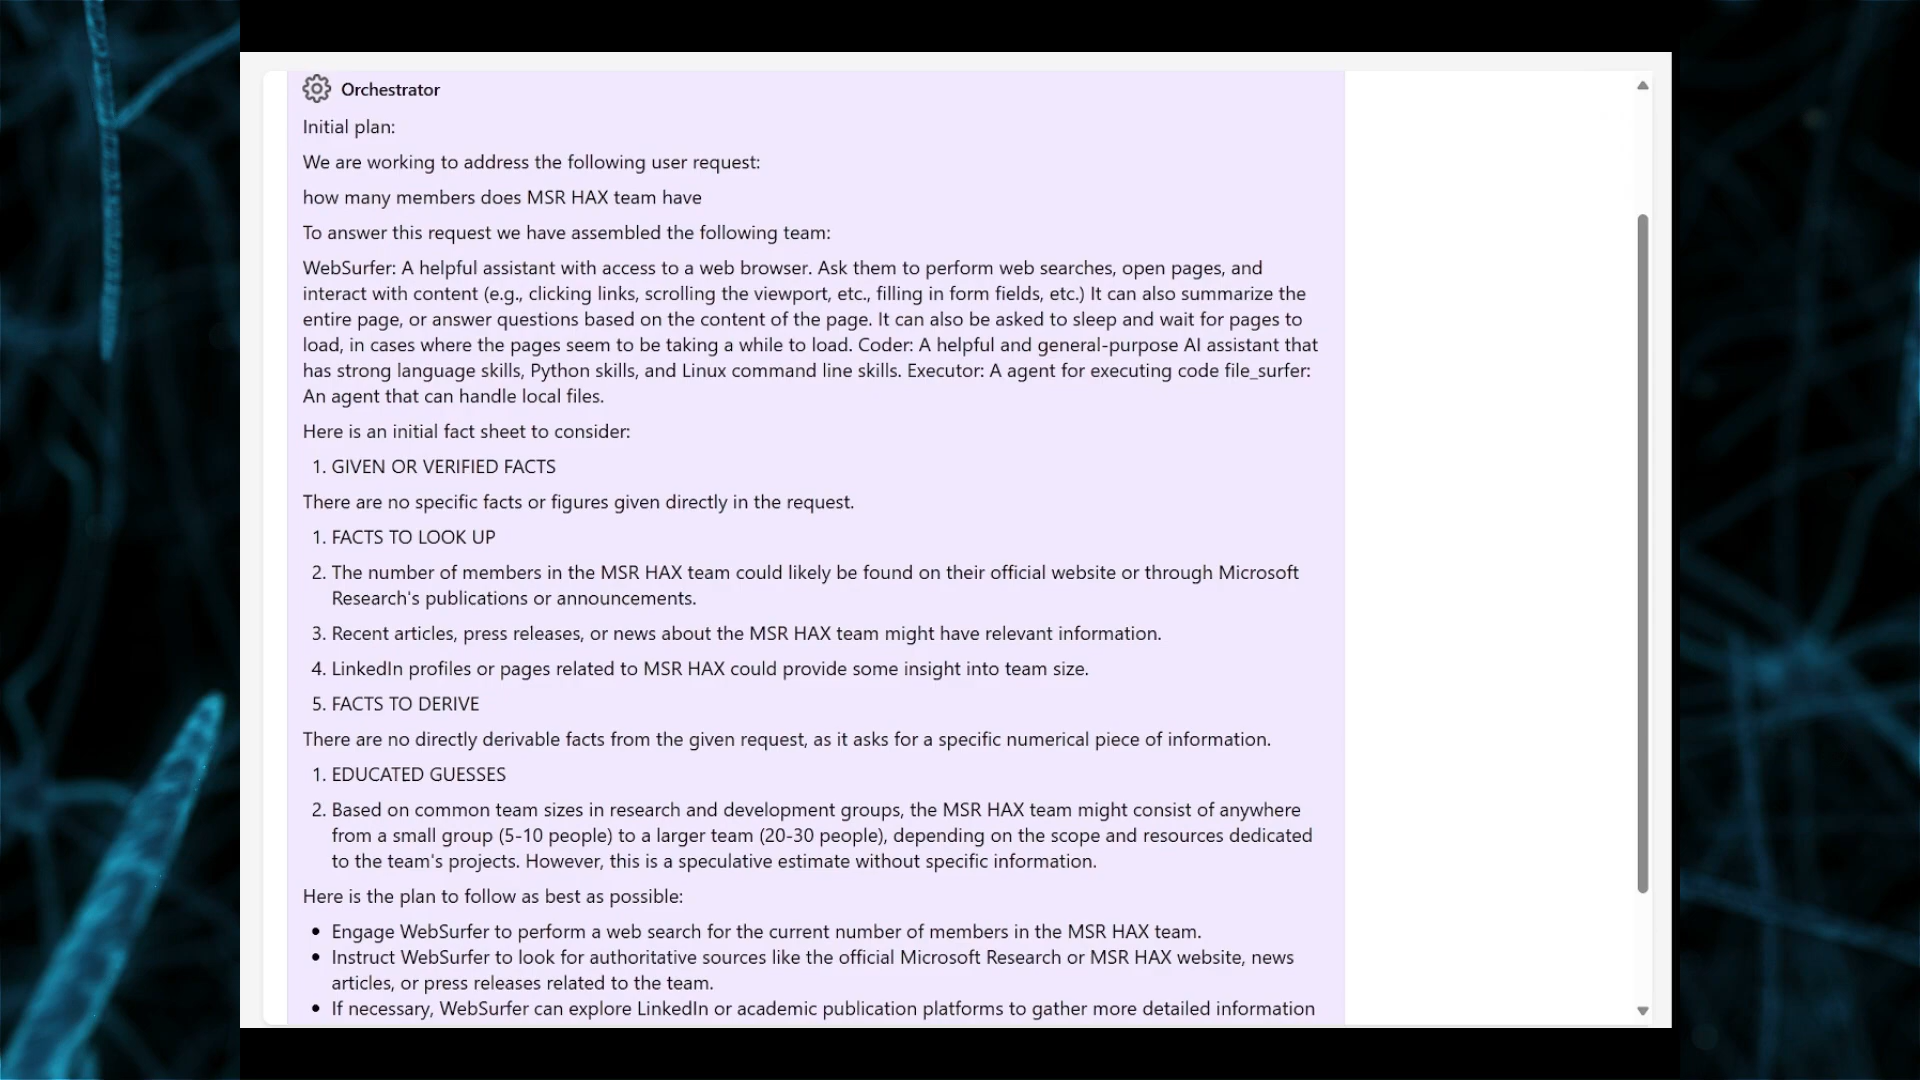 Orchestrator
Initial plan:
We are working to address the following user request:
how many members does MSR HAX team have
To answer this request we have assembled the following team:
WebSurfer: A helpful assistant with access to a web browser. Ask them to perform web searches, open pages, and
interact with content (e.g., clicking links, scrolling the viewport, etc., filling in form fields, etc.) It can also summarize the
entire page, or answer questions based on the content of the page. It can also be asked to sleep and wait for pages to
load, in cases where the pages seem to be taking a while to load. Coder: A helpful and general-purpose AI assistant that
has strong language skills, Python skills, and Linux command line skills. Executor: A agent for executing code file_surfer:
An agent that can handle local files.
Here is an initial fact sheet to consider:
1. GIVEN OR VERIFIED FACTS
There are no specific facts or figures given directly in the request.
1. FACTS TO LOOK UP
2. The number of members in the MSR HAX team could likely be found on their official website or through Microsoft
Research's publications or announcements.
3. Recent articles, press releases, or news about the MSR HAX team might have relevant information.
4. LinkedIn profiles or pages related to MSR HAX could provide some insight into team size.
5. FACTS TO DERIVE
There are no directly derivable facts from the given request, as it asks for a specific numerical piece of information.
1. EDUCATED GUESSES
2. Based on common team sizes in research and development groups, the MSR HAX team might consist of anywhere
from a small group (5-10 people) to a larger team (20-30 people), depending on the scope and resources dedicated
to the team's projects. However, this is a speculative estimate without specific information.
Here is the plan to follow as best as possible:
• Engage WebSurfer to perform a web search for the current number of members in the MSR HAX team.
• Instruct WebSurfer to look for authoritative sources like the official Microsoft Research or MSR HAX website, news
articles, or press releases related to the team.
• If necessary, WebSurfer can explore LinkedIn or academic publication platforms to gather more detailed information